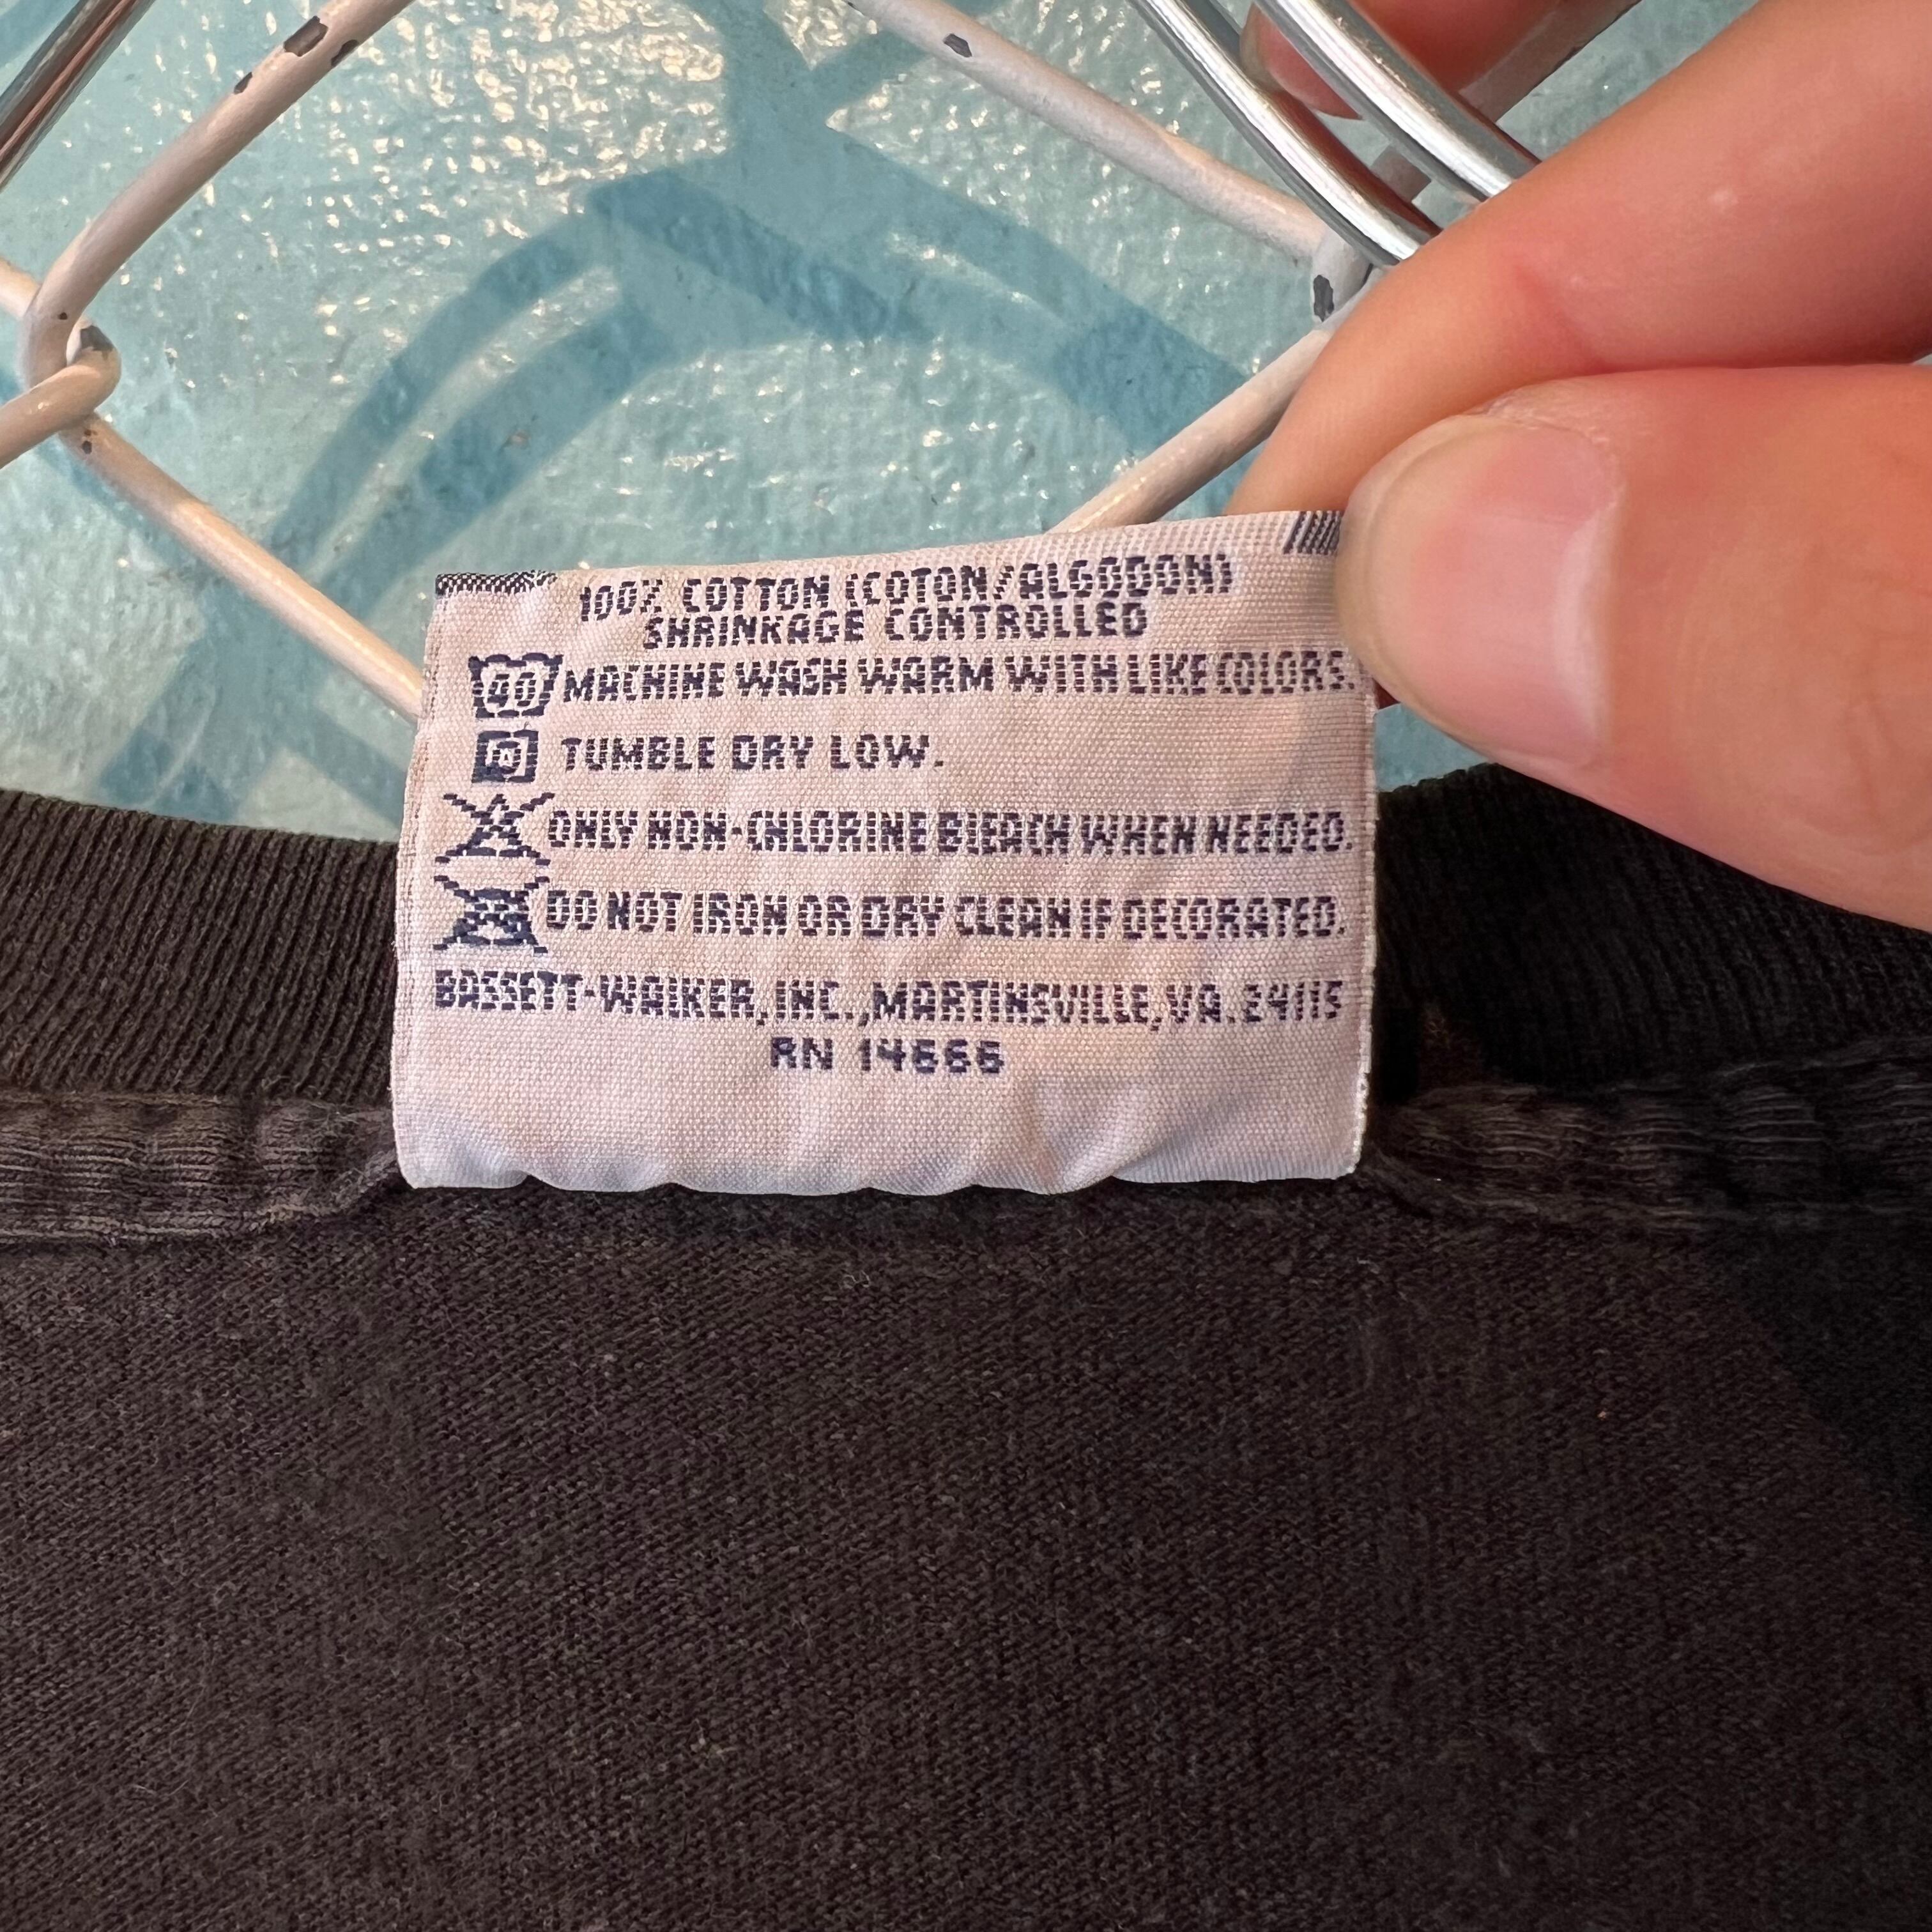 100% COTTON (COTON/ALGODON)
SHRINKAGE CONTROLLED
40 MACHINE WASH WARM WITH LIKE COLORS.
TUMBLE DRY LOW.
ONLY NON-CHLORINE BLEACH WHEN NEEDED.
DO NOT IRON OR DRY CLEAN IF DECORATED.
BASSETT-WALKER, INC., MARTINSVILLE, VA. 24115
RN 14666